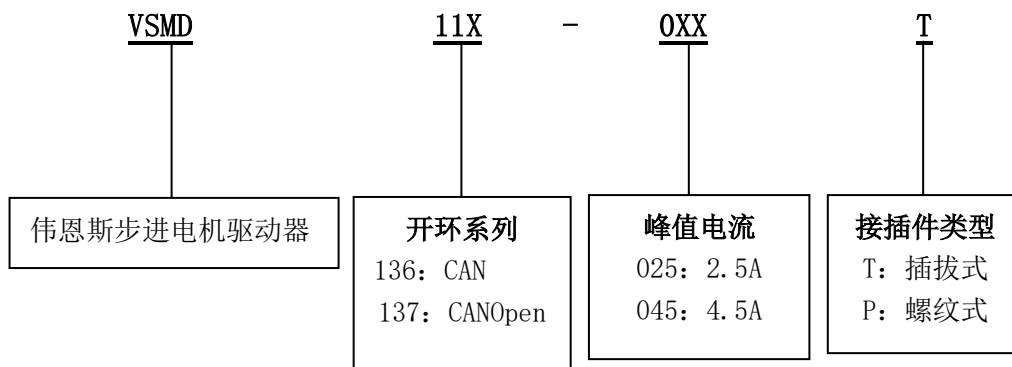 VSMD 11X - 0XX T
伟恩斯步进电机驱动器
开环系列
136：CAN
137：CANOpen
峰值电流
025：2.5A
045：4.5A
接插件类型
T：插拔式
P：螺纹式